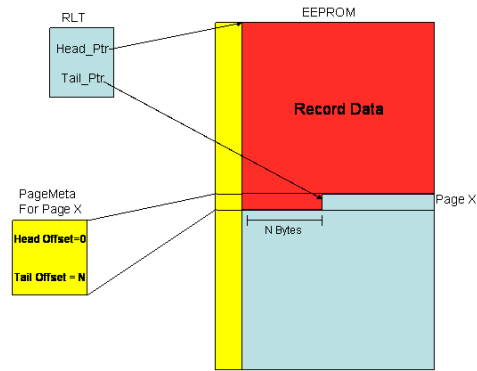 RLT
EEPROM
Head_Ptr
Tail_Ptr
Record Data
PageMeta
For Page X
Page X
Head Offset=0
N Bytes
Tail Offset = N